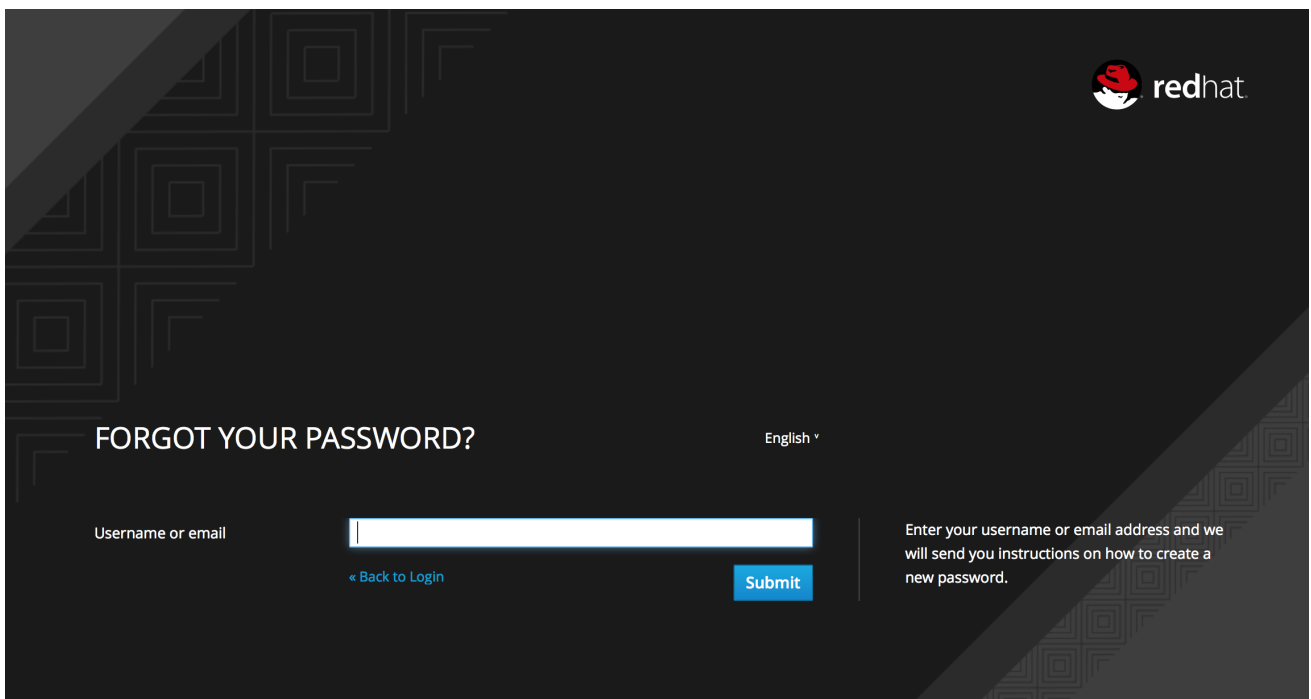 redhat.
FORGOT YOUR PASSWORD?
English ˅
Username or email
« Back to Login
Submit
Enter your username or email address and we
will send you instructions on how to create a
new password.